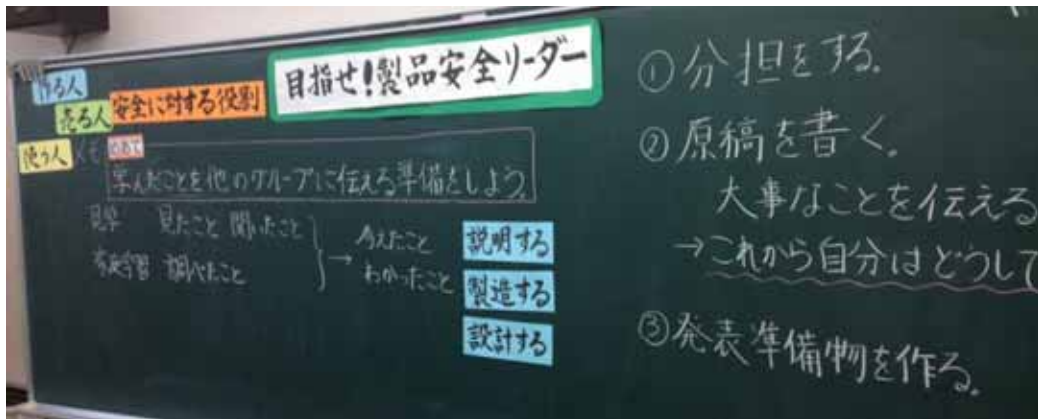 目指せ!製品安全リーダー
作る人
売る人
使う人
安全に対する役割
めあて
学んだことを他のグループに伝える準備をしよう。
見学 見たこと 聞いたこと
調べたこと
→
考えたこと
わかったこと
説明する
製造する
設計する
①分担をする。
②原稿を書く。
大事なことを伝える
→これから自分はどうして
③発表準備物を作る。